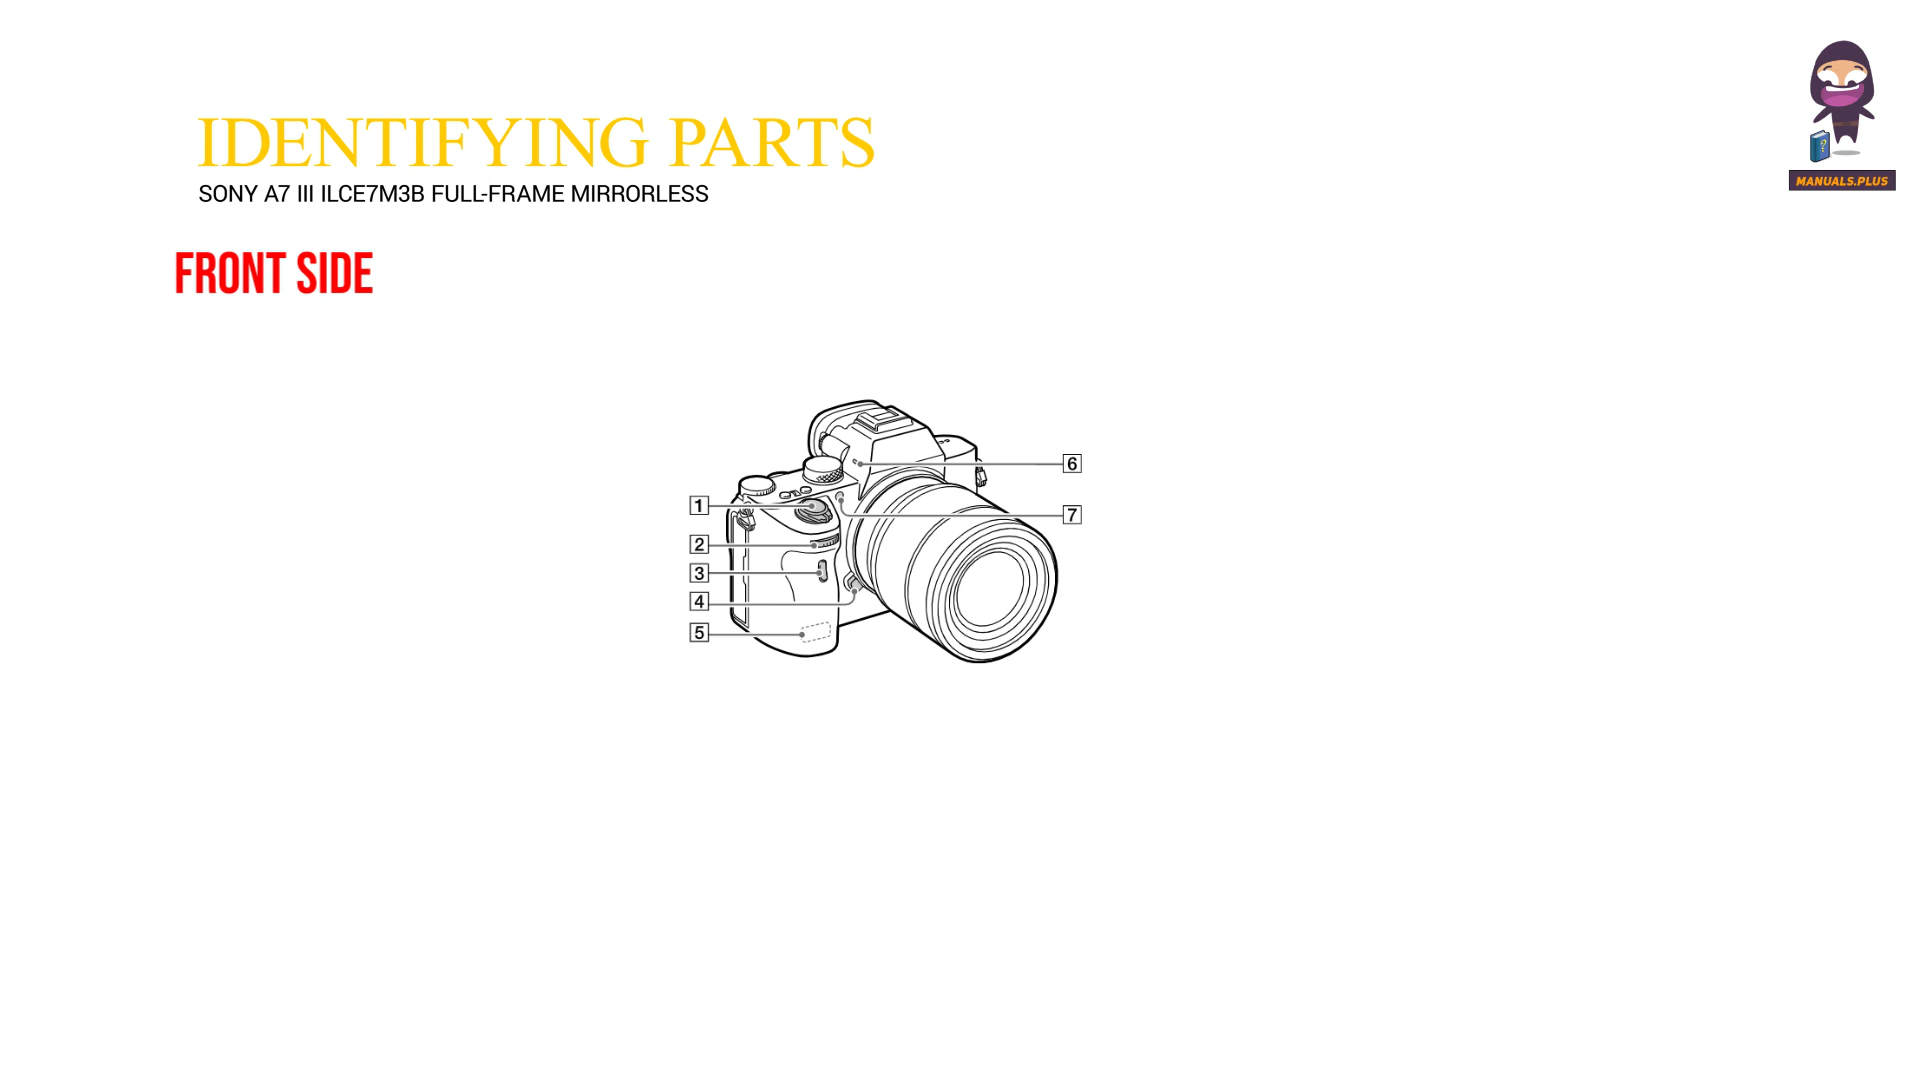 IDENTIFYING PARTS
SONY A7 III ILCE7M3B FULL-FRAME MIRRORLESS
FRONT SIDE
?
MANUALS.PLUS
6
1
7
2
3
4
5